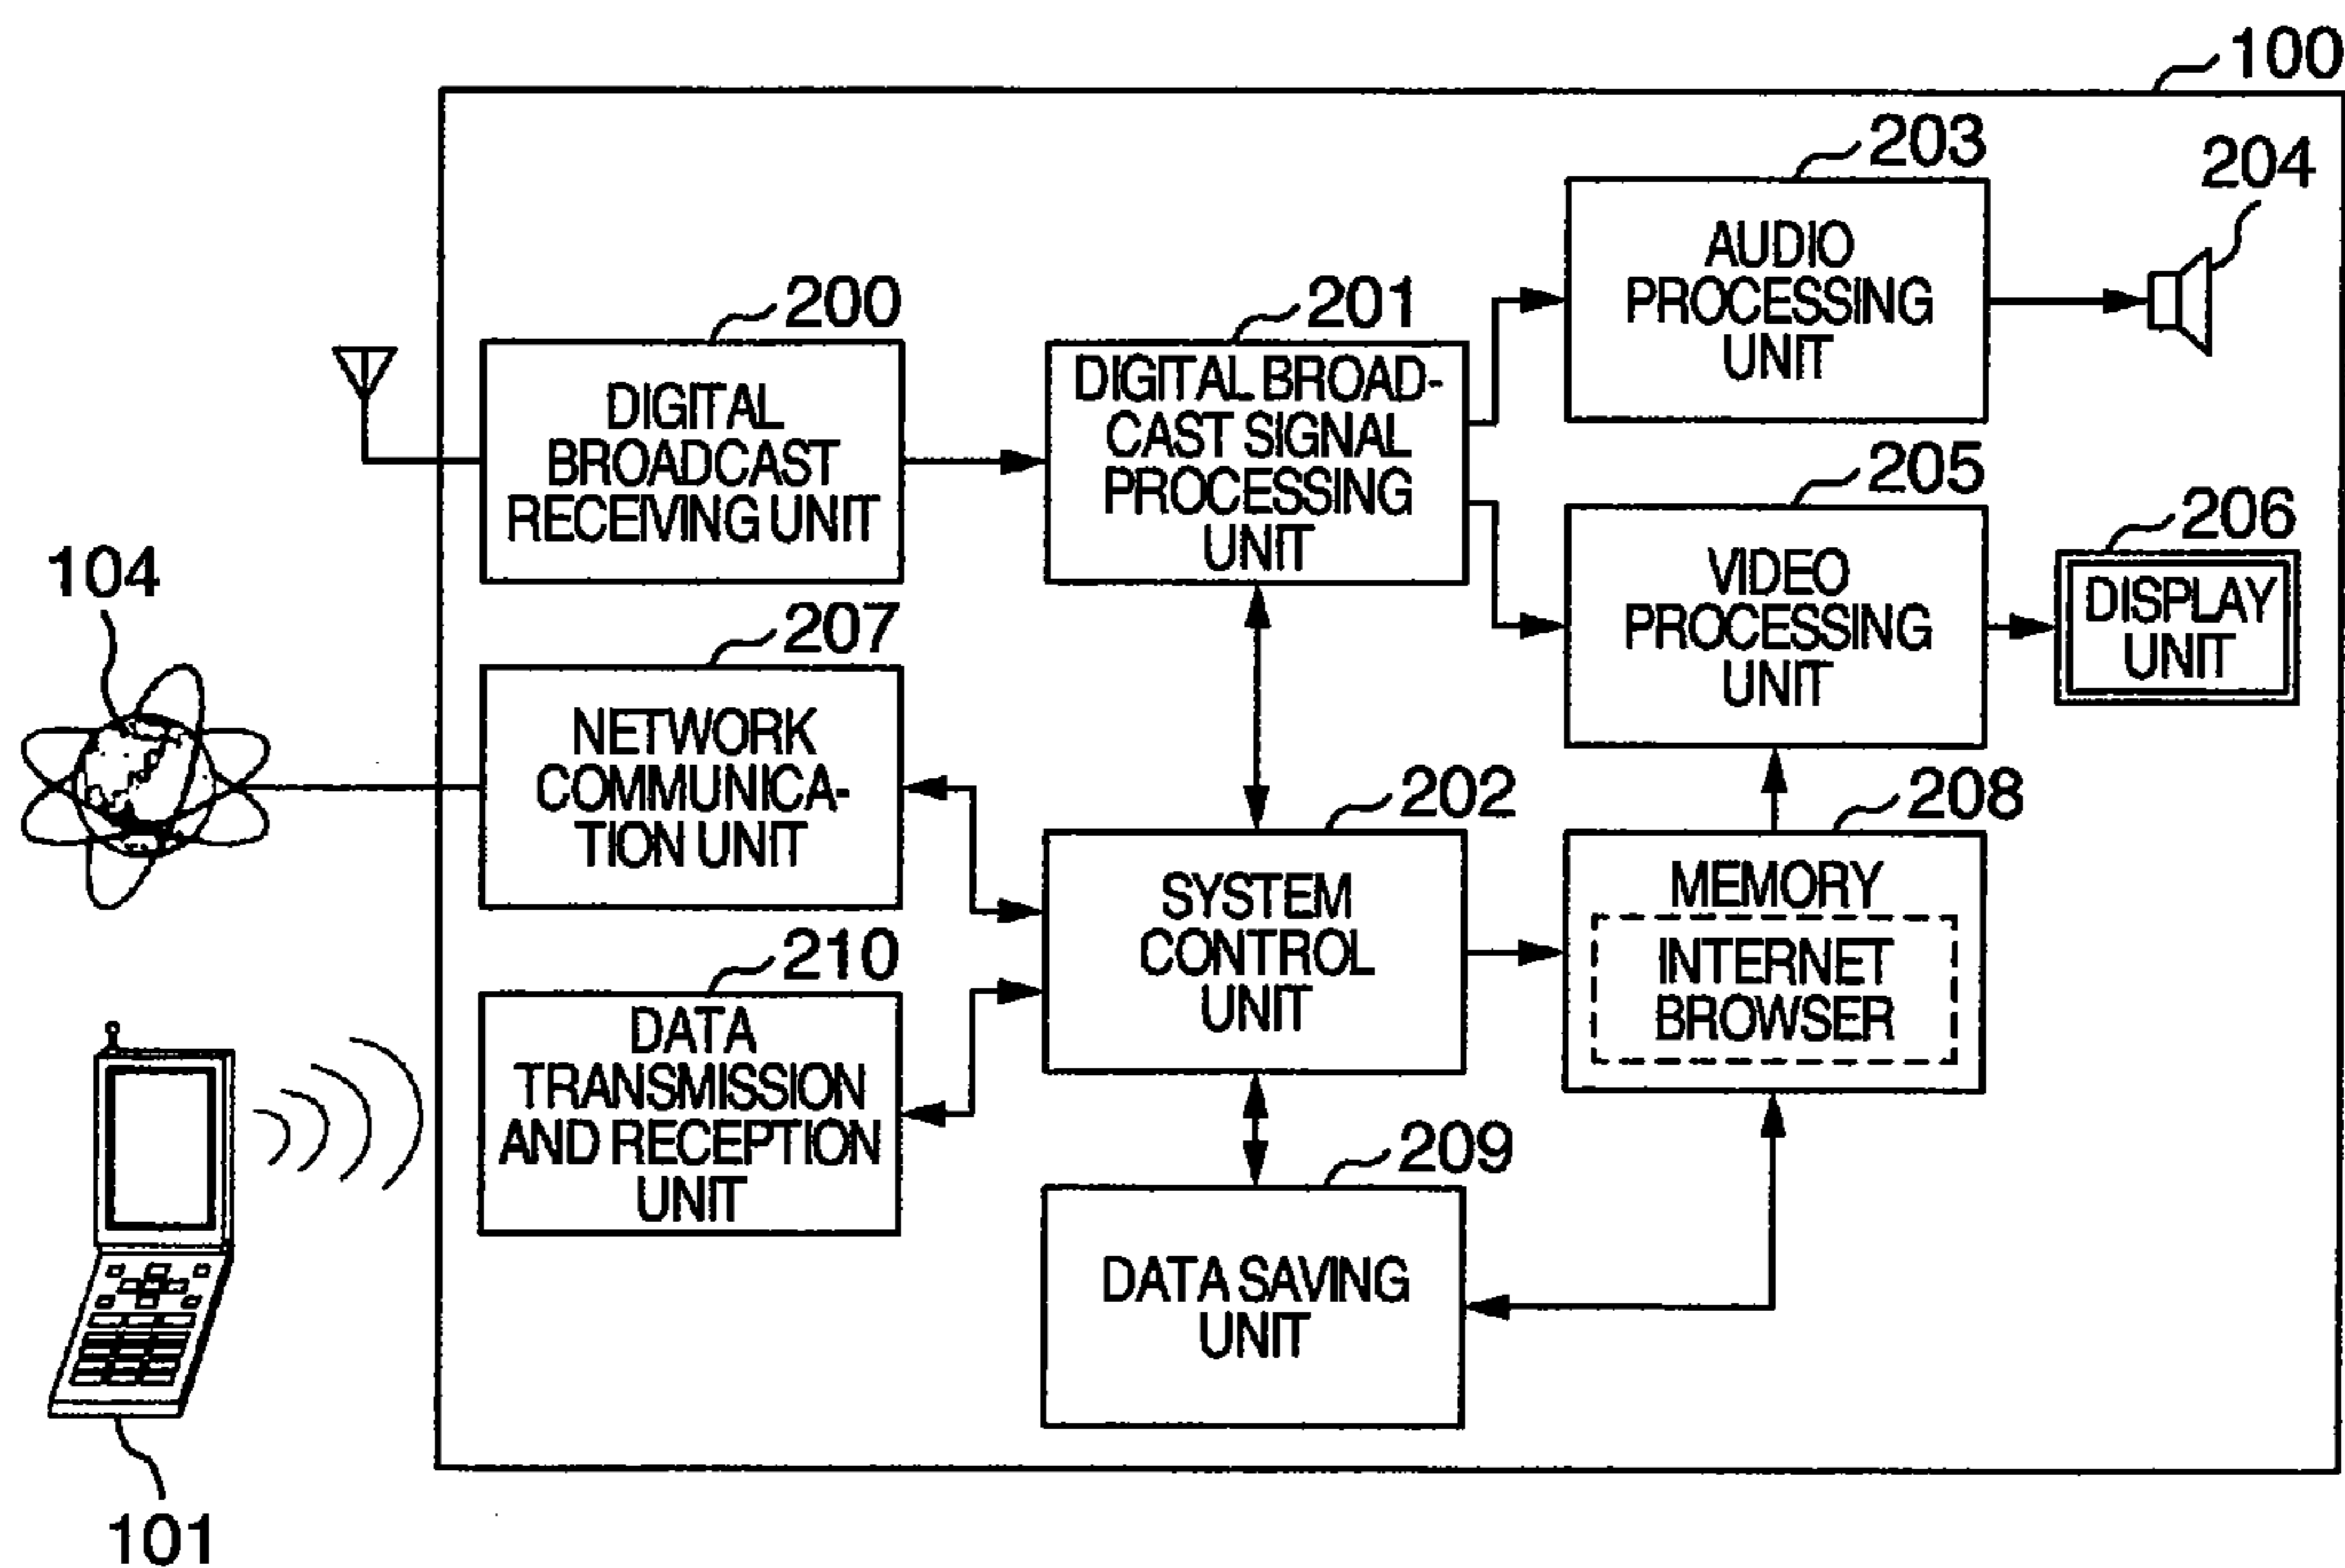 100
203
204
AUDIO
PROCESSING
UNIT
200
201
DIGITAL
BROADCAST
RECEIVING UNIT
DIGITAL BROAD-
CAST SIGNAL
PROCESSING
UNIT
205
206
VIDEO
PROCESSING
UNIT
DISPLAY
UNIT
104
207
NETWORK
COMMUNICA-
TION UNIT
202
208
SYSTEM
CONTROL
UNIT
MEMORY
INTERNET
BROWSER
210
DATA
TRANSMISSION
AND RECEPTION
UNIT
209
DATA SAVING
UNIT
101